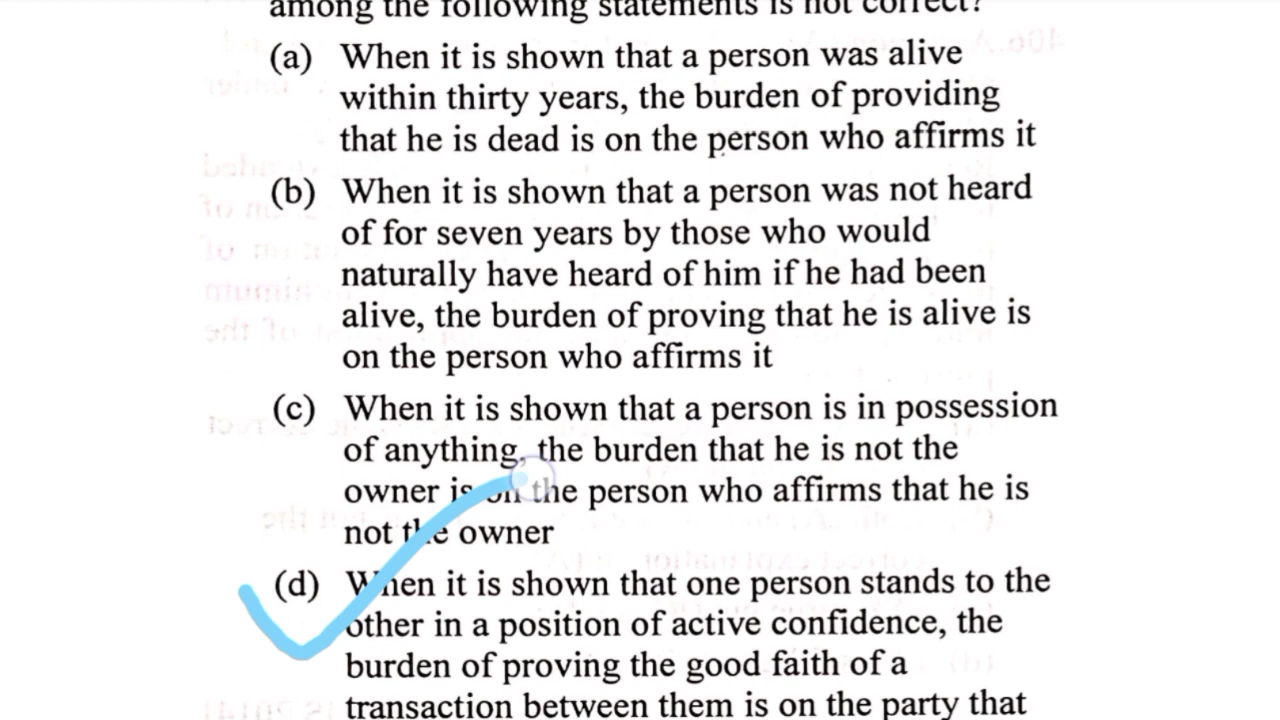 among the following statements is not correct?
(a) When it is shown that a person was alive
within thirty years, the burden of providing
that he is dead is on the person who affirms it
(b) When it is shown that a person was not heard
of for seven years by those who would
naturally have heard of him if he had been
alive, the burden of proving that he is alive is
on the person who affirms it
(c) When it is shown that a person is in possession
of anything, the burden that he is not the
owner is on the person who affirms that he is
not the owner
(d) When it is shown that one person stands to the
other in a position of active confidence, the
burden of proving the good faith of a
transaction between them is on the party that